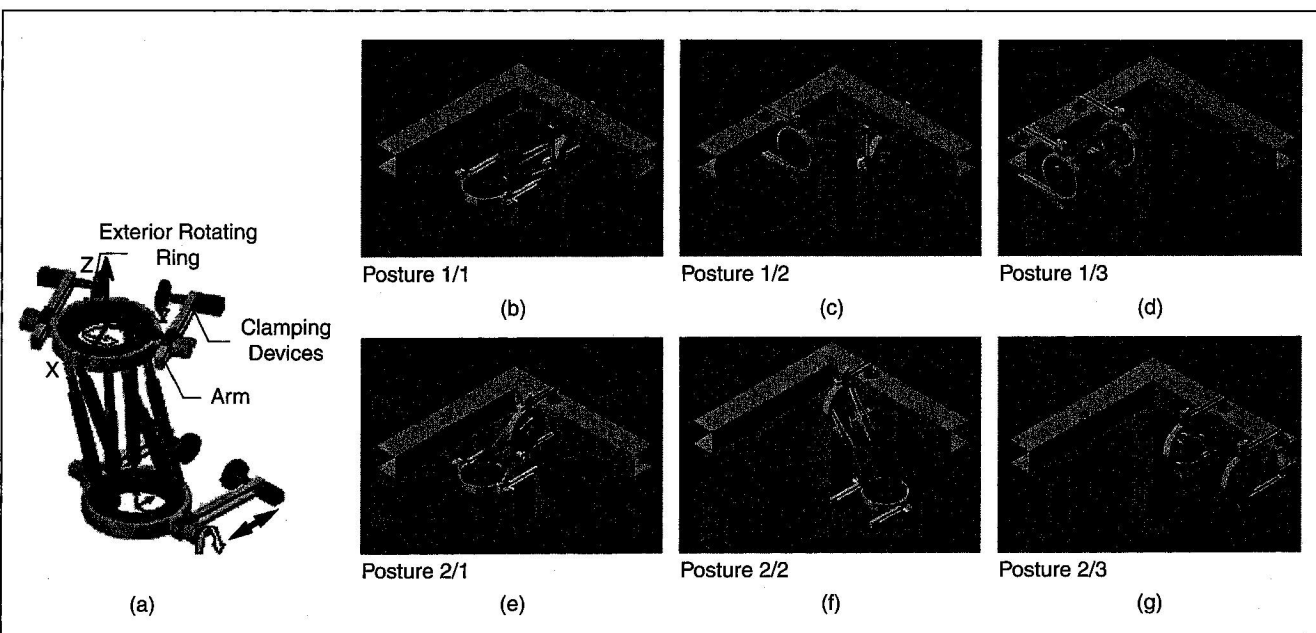 Exterior Rotating
Ring
Z
Clamping
Devices
X
Arm
(a)
Posture 1/1
(b)
Posture 1/2
(c)
Posture 1/3
(d)
Posture 2/1
(e)
Posture 2/2
(f)
Posture 2/3
(g)